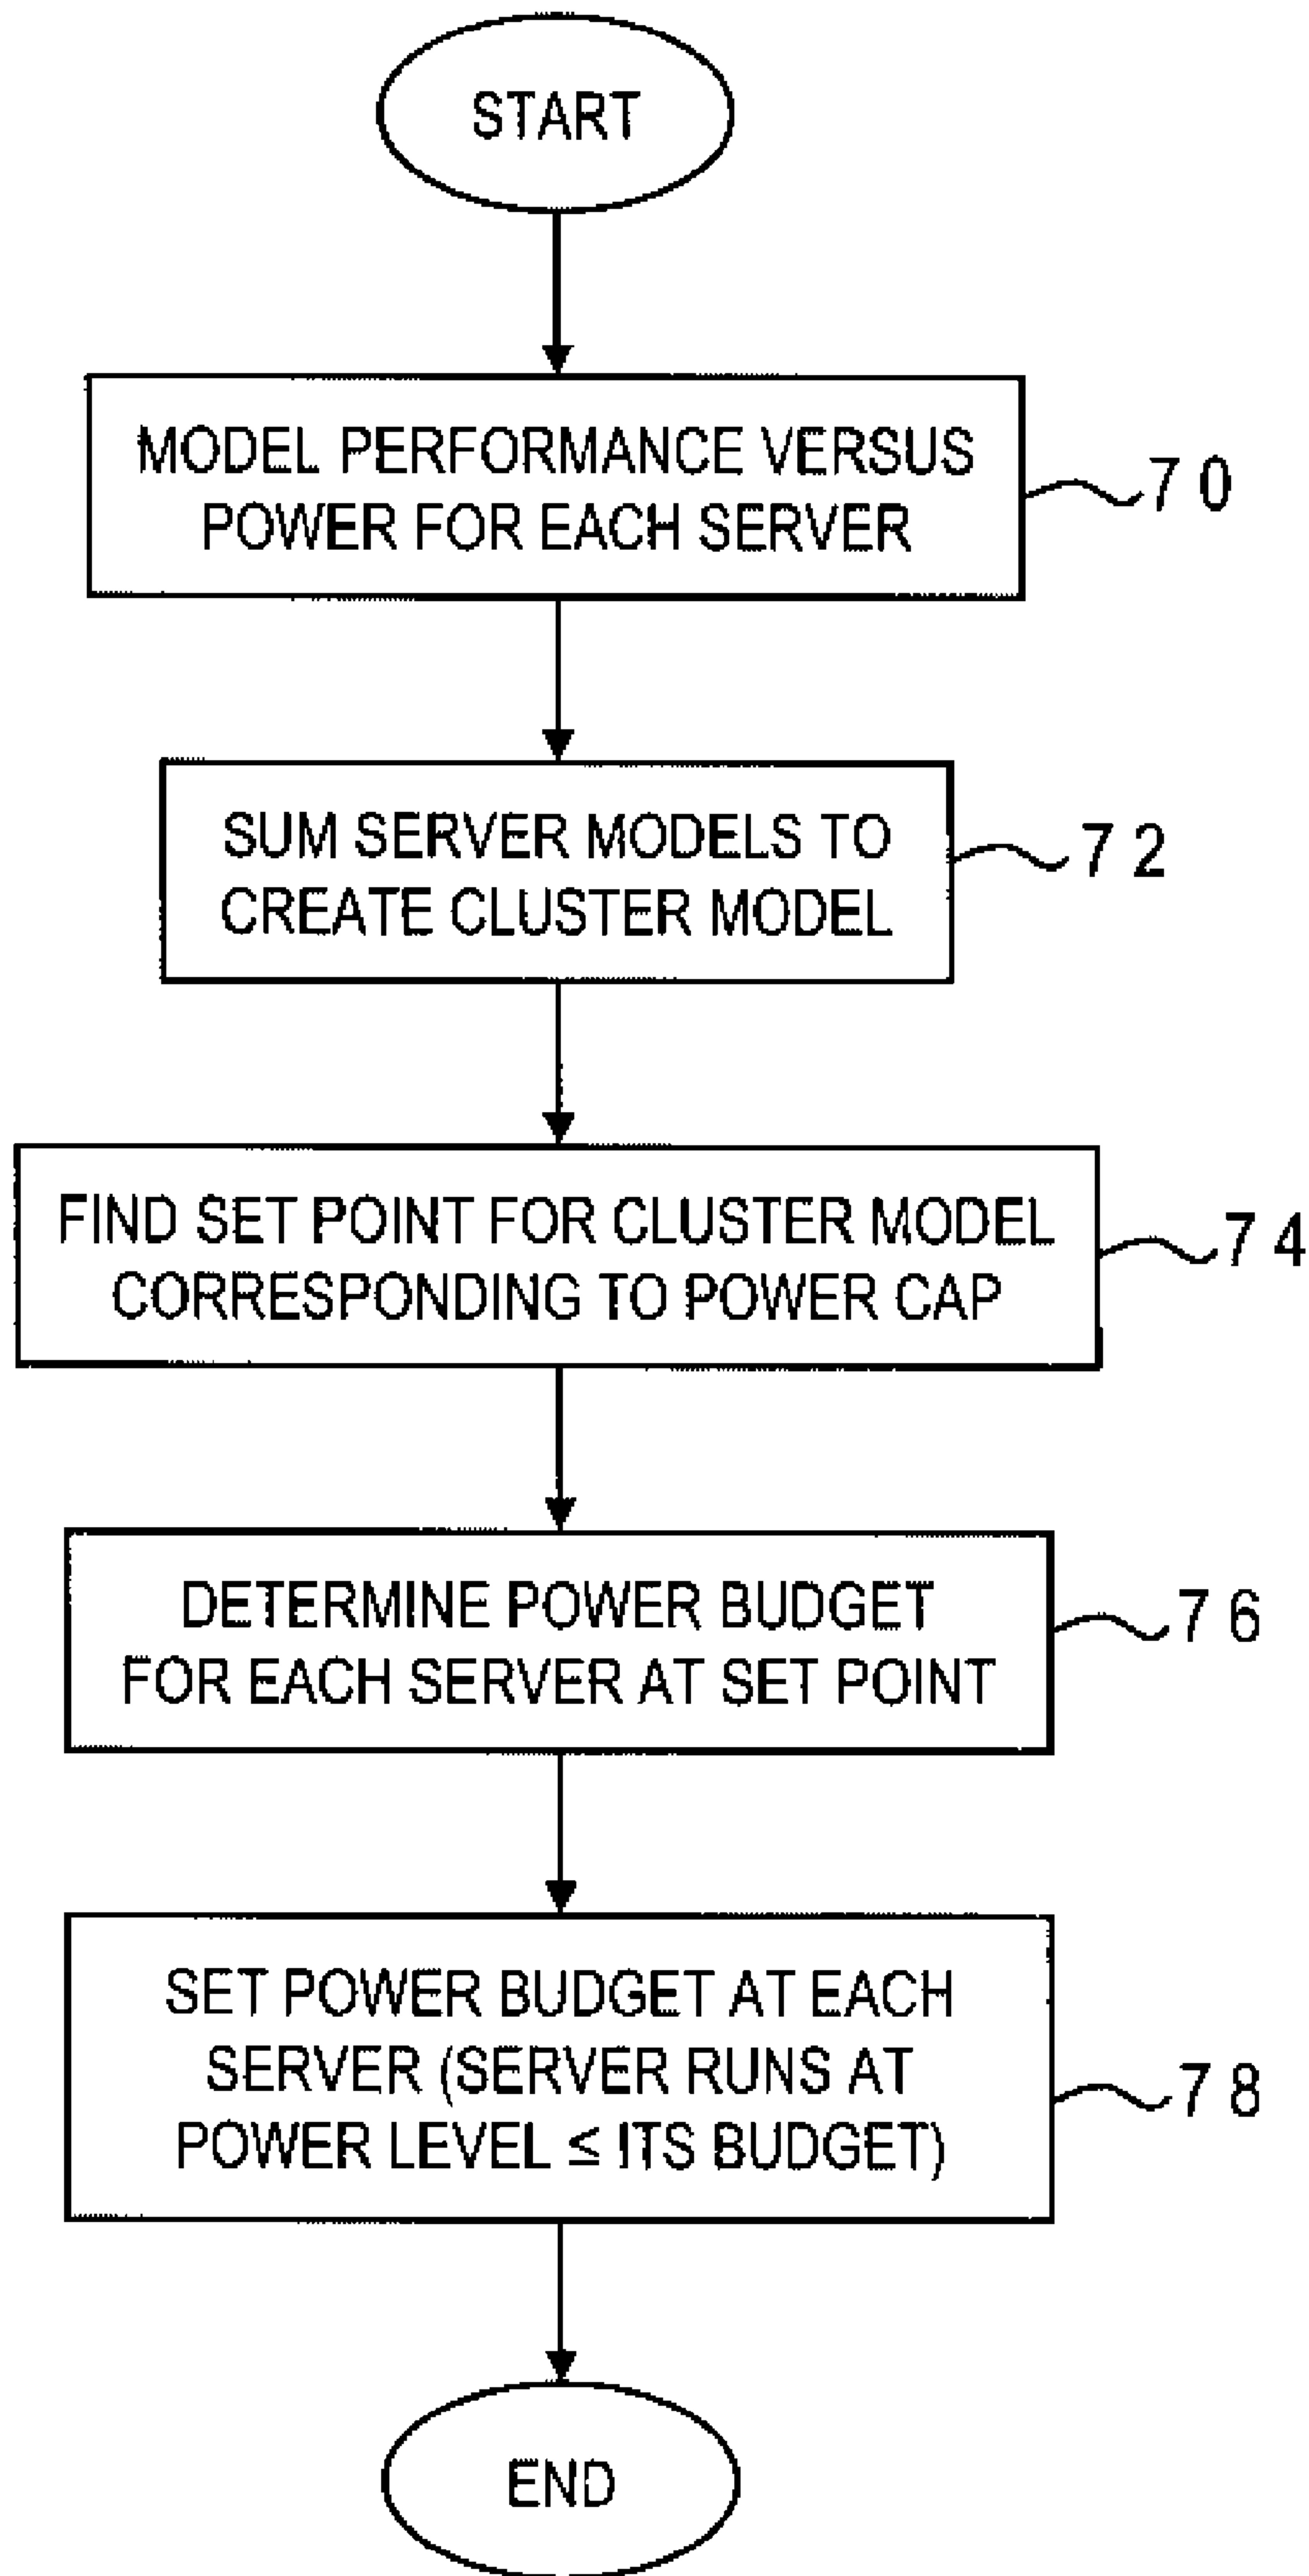 START
MODEL PERFORMANCE VERSUS
POWER FOR EACH SERVER
70
SUM SERVER MODELS TO
CREATE CLUSTER MODEL
72
FIND SET POINT FOR CLUSTER MODEL
CORRESPONDING TO POWER CAP
74
DETERMINE POWER BUDGET
FOR EACH SERVER AT SET POINT
76
SET POWER BUDGET AT EACH
SERVER (SERVER RUNS AT
POWER LEVEL ≤ ITS BUDGET)
78
END